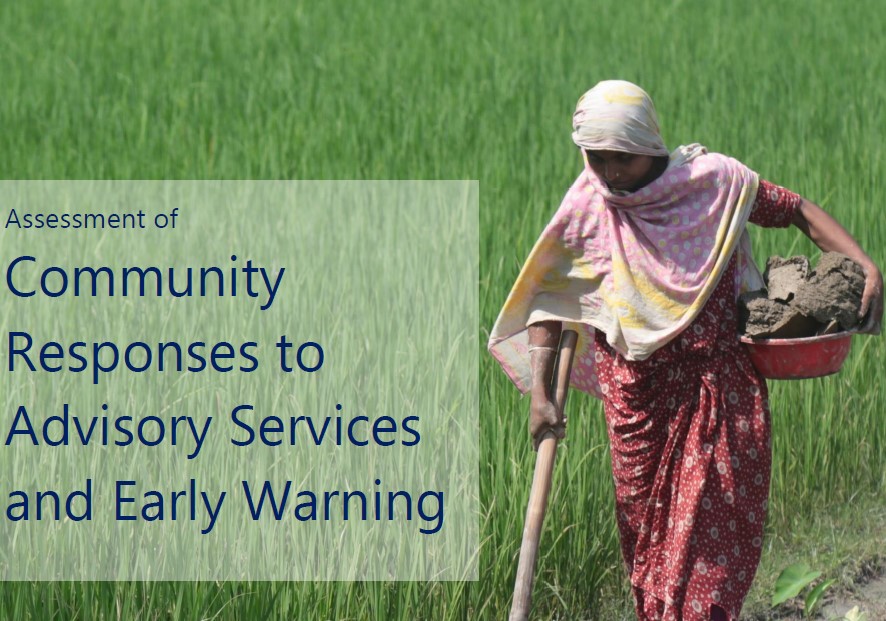 Assessment of
Community
Responses to
Advisory Services
and Early Warning